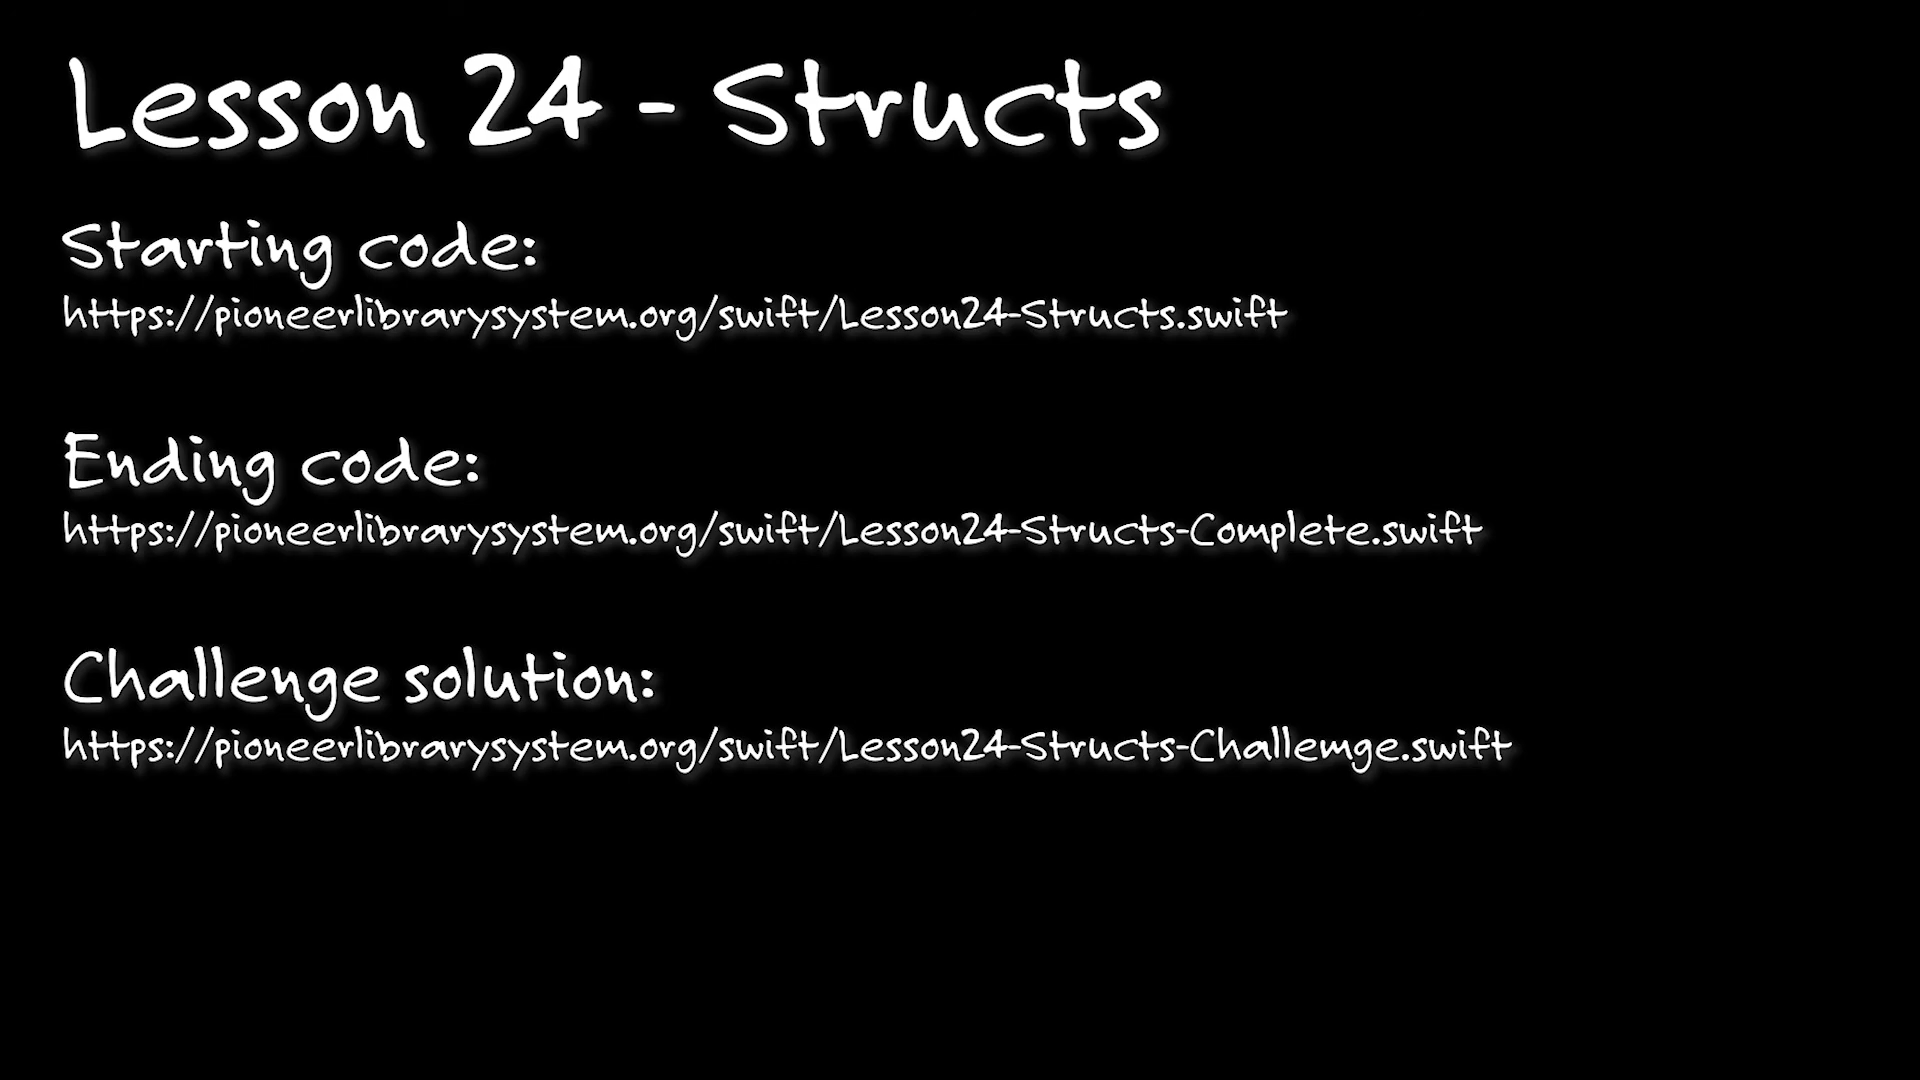 Lesson 24 - Structs
Starting code:
https://pioneerlibrarysystem.org/swift/Lesson24-Structs.swift
Ending code:
https://pioneerlibrarysystem.org/swift/Lesson24-Structs-Complete.swift
Challenge solution:
https://pioneerlibrarysystem.org/swift/Lesson24-Structs-Challemge.swift